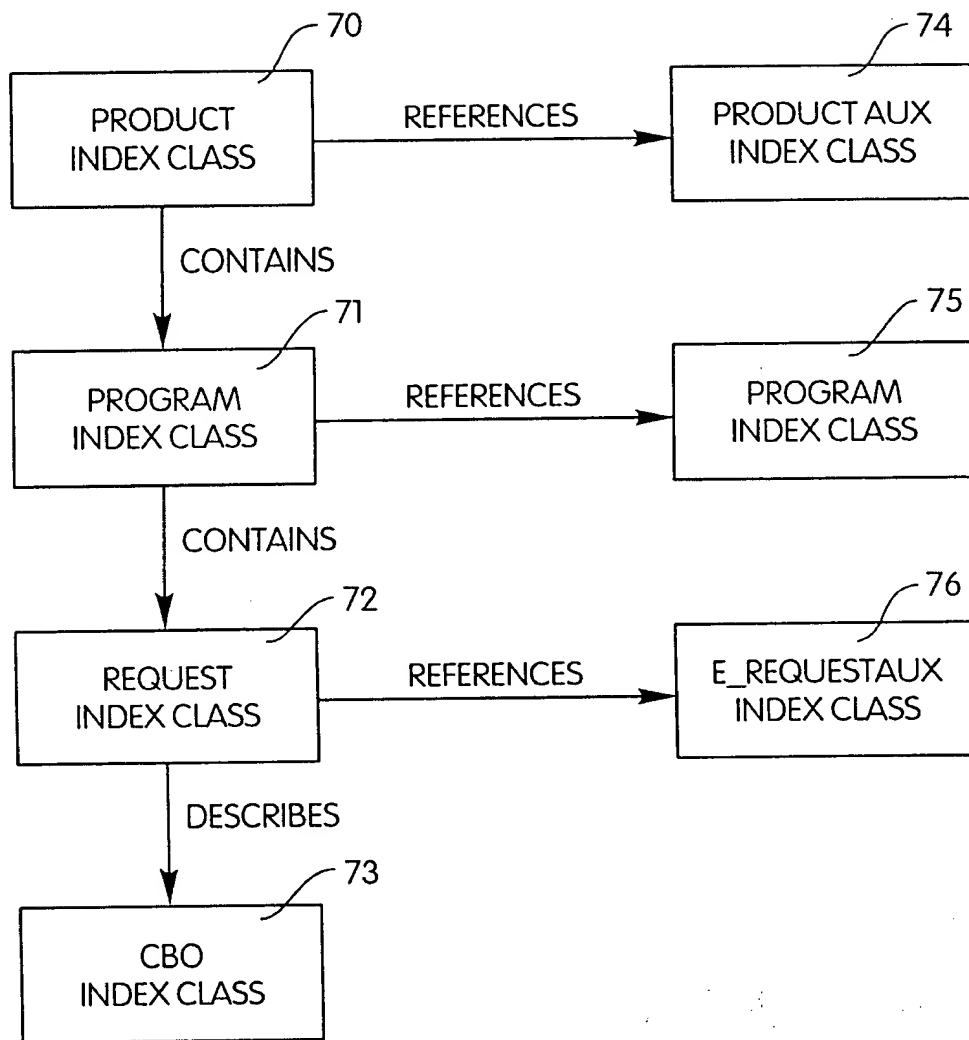 70
74
PRODUCT
INDEX CLASS
REFERENCES
PRODUCT AUX
INDEX CLASS
CONTAINS
71
75
PROGRAM
INDEX CLASS
REFERENCES
PROGRAM
INDEX CLASS
CONTAINS
72
76
REQUEST
INDEX CLASS
REFERENCES
E_REQUESTAUX
INDEX CLASS
DESCRIBES
73
CBO
INDEX CLASS